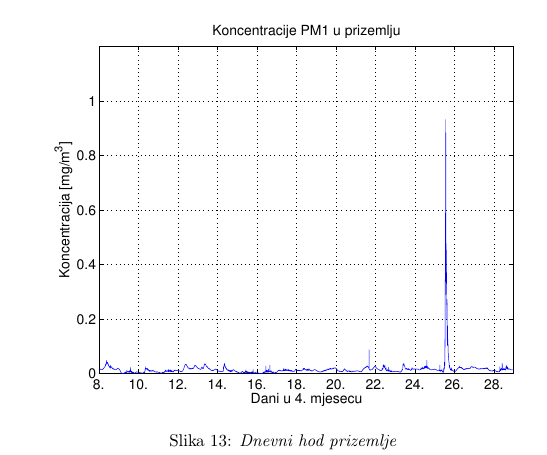 Koncentracije PM1 u prizemlju
Koncentracija [mg/m³]
1
0.8
0.6
0.4
0.2
0
8. 10. 12. 14. 16. 18. 20. 22. 24. 26. 28.
Dani u 4. mjesecu
Slika 13: Dnevni hod prizemlje